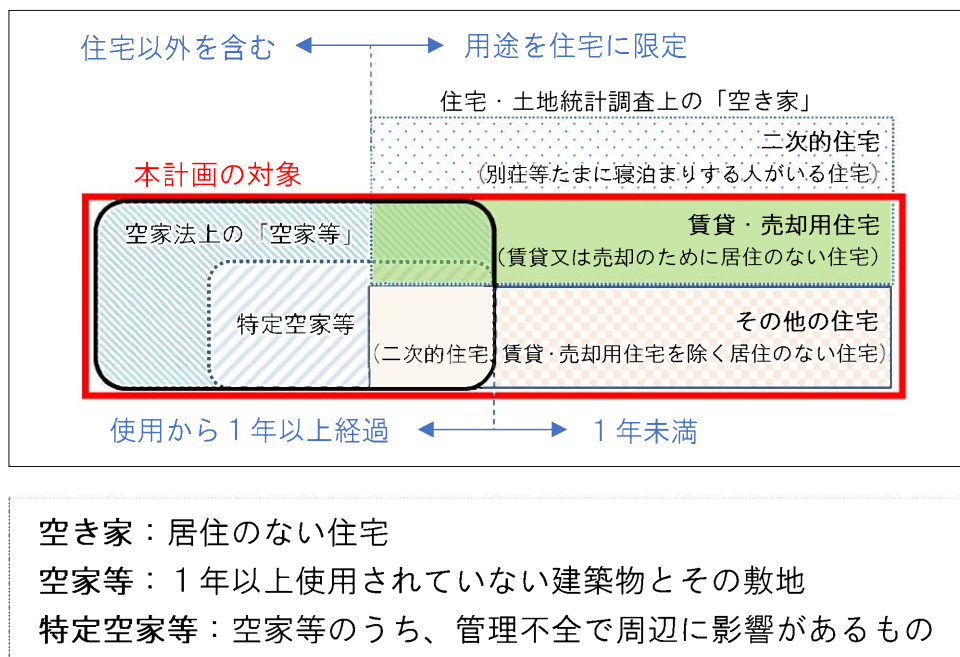 住宅以外を含む
用途を住宅に限定
住宅・土地統計調査上の「空き家」
二次的住宅
(別荘等たまに寝泊まりする人がいる住宅)
本計画の対象
賃貸・売却用住宅
(賃貸又は売却のために居住のない住宅)
空家法上の「空家等」
特定空家等
その他の住宅
(二次的住宅、賃貸・売却用住宅を除く居住のない住宅)
使用から1年以上経過
1年未満
空き家：居住のない住宅
空家等：1年以上使用されていない建築物とその敷地
特定空家等：空家等のうち、管理不全で周辺に影響があるもの